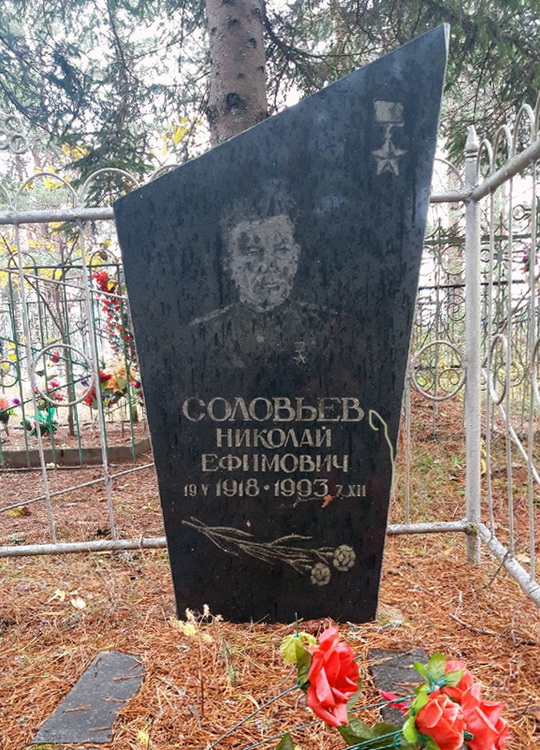 СОЛОВЬЕВ
НИКОЛАЙ
ЕФИМОВИЧ
19 V 1918 • 1993 7 XII